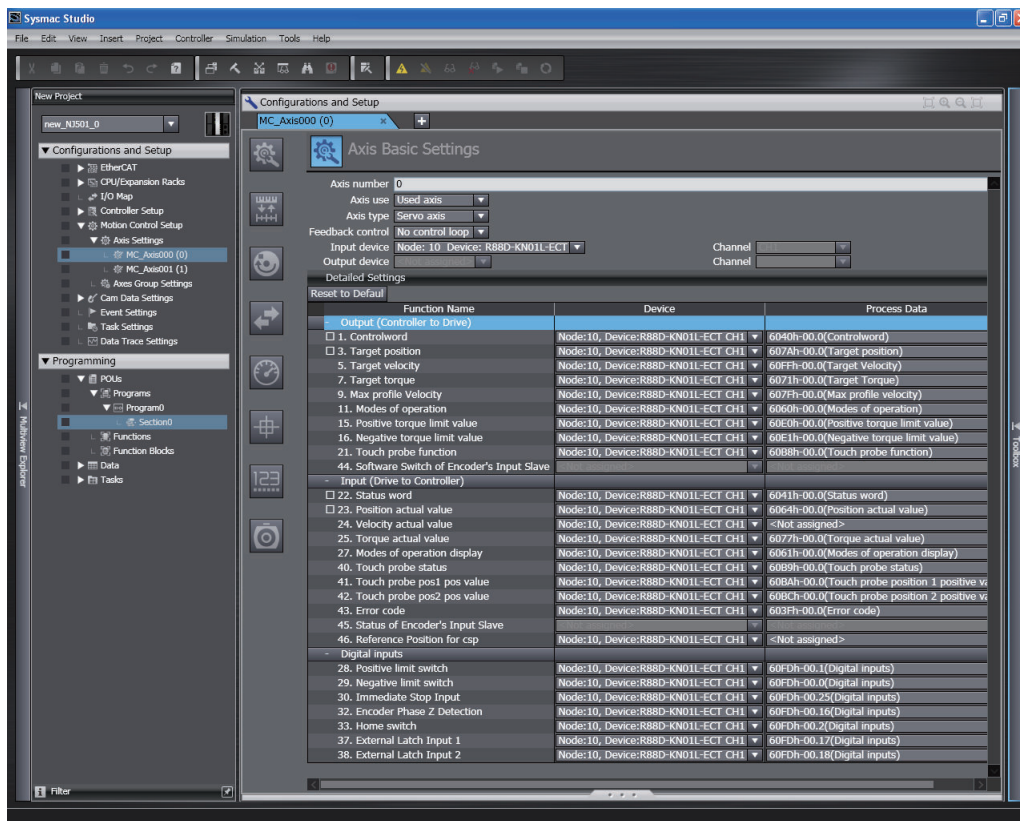 Sysmac Studio
File Edit View Insert Project Controller Simulation Tools Help
New Project
new_NJ501_0
Configurations and Setup
EtherCAT
CPU/Expansion Racks
I/O Map
Controller Setup
Motion Control Setup
Axis Settings
MC_Axis000 (0)
MC_Axis001 (1)
Axes Group Settings
Cam Data Settings
Event Settings
Task Settings
Data Trace Settings
Programming
POUs
Programs
Program0
Section0
Functions
Function Blocks
Data
Tasks
Filter
Multiview Explorer
Configurations and Setup
MC_Axis000 (0)
Axis Basic Settings
Axis number 0
Axis use Used axis
Axis type Servo axis
Feedback control No control loop
Input device Node: 10 Device: R88D-KN01L-ECT Channel CH1
Output device <Not assigned> Channel
Detailed Settings
Reset to Defaul
Function Name Device Process Data
- Output (Controller to Drive)
1. Controlword Node:10, Device:R88D-KN01L-ECT CH1 6040h-00.0(Controlword)
3. Target position Node:10, Device:R88D-KN01L-ECT CH1 607Ah-00.0(Target position)
5. Target velocity Node:10, Device:R88D-KN01L-ECT CH1 60FFh-00.0(Target Velocity)
7. Target torque Node:10, Device:R88D-KN01L-ECT CH1 6071h-00.0(Target Torque)
9. Max profile Velocity Node:10, Device:R88D-KN01L-ECT CH1 607Fh-00.0(Max profile velocity)
11. Modes of operation Node:10, Device:R88D-KN01L-ECT CH1 6060h-00.0(Modes of operation)
15. Positive torque limit value Node:10, Device:R88D-KN01L-ECT CH1 60E0h-00.0(Positive torque limit value)
16. Negative torque limit value Node:10, Device:R88D-KN01L-ECT CH1 60E1h-00.0(Negative torque limit value)
21. Touch probe function Node:10, Device:R88D-KN01L-ECT CH1 60B8h-00.0(Touch probe function)
44. Software Switch of Encoder's Input Slave <Not assigned> <Not assigned>
- Input (Drive to Controller)
22. Status word Node:10, Device:R88D-KN01L-ECT CH1 6041h-00.0(Status word)
23. Position actual value Node:10, Device:R88D-KN01L-ECT CH1 6064h-00.0(Position actual value)
24. Velocity actual value Node:10, Device:R88D-KN01L-ECT CH1 <Not assigned>
25. Torque actual value Node:10, Device:R88D-KN01L-ECT CH1 6077h-00.0(Torque actual value)
27. Modes of operation display Node:10, Device:R88D-KN01L-ECT CH1 6061h-00.0(Modes of operation display)
40. Touch probe status Node:10, Device:R88D-KN01L-ECT CH1 60B9h-00.0(Touch probe status)
41. Touch probe pos1 pos value Node:10, Device:R88D-KN01L-ECT CH1 60BAh-00.0(Touch probe position 1 positive va
42. Touch probe pos2 pos value Node:10, Device:R88D-KN01L-ECT CH1 60BCh-00.0(Touch probe position 2 positive va
43. Error code Node:10, Device:R88D-KN01L-ECT CH1 603Fh-00.0(Error code)
45. Status of Encoder's Input Slave <Not assigned> <Not assigned>
46. Reference Position for csp Node:10, Device:R88D-KN01L-ECT CH1 <Not assigned>
- Digital inputs
28. Positive limit switch Node:10, Device:R88D-KN01L-ECT CH1 60FDh-00.1(Digital inputs)
29. Negative limit switch Node:10, Device:R88D-KN01L-ECT CH1 60FDh-00.0(Digital inputs)
30. Immediate Stop Input Node:10, Device:R88D-KN01L-ECT CH1 60FDh-00.25(Digital inputs)
32. Encoder Phase Z Detection Node:10, Device:R88D-KN01L-ECT CH1 60FDh-00.16(Digital inputs)
33. Home switch Node:10, Device:R88D-KN01L-ECT CH1 60FDh-00.2(Digital inputs)
37. External Latch Input 1 Node:10, Device:R88D-KN01L-ECT CH1 60FDh-00.17(Digital inputs)
38. External Latch Input 2 Node:10, Device:R88D-KN01L-ECT CH1 60FDh-00.18(Digital inputs)
123
Toolbox